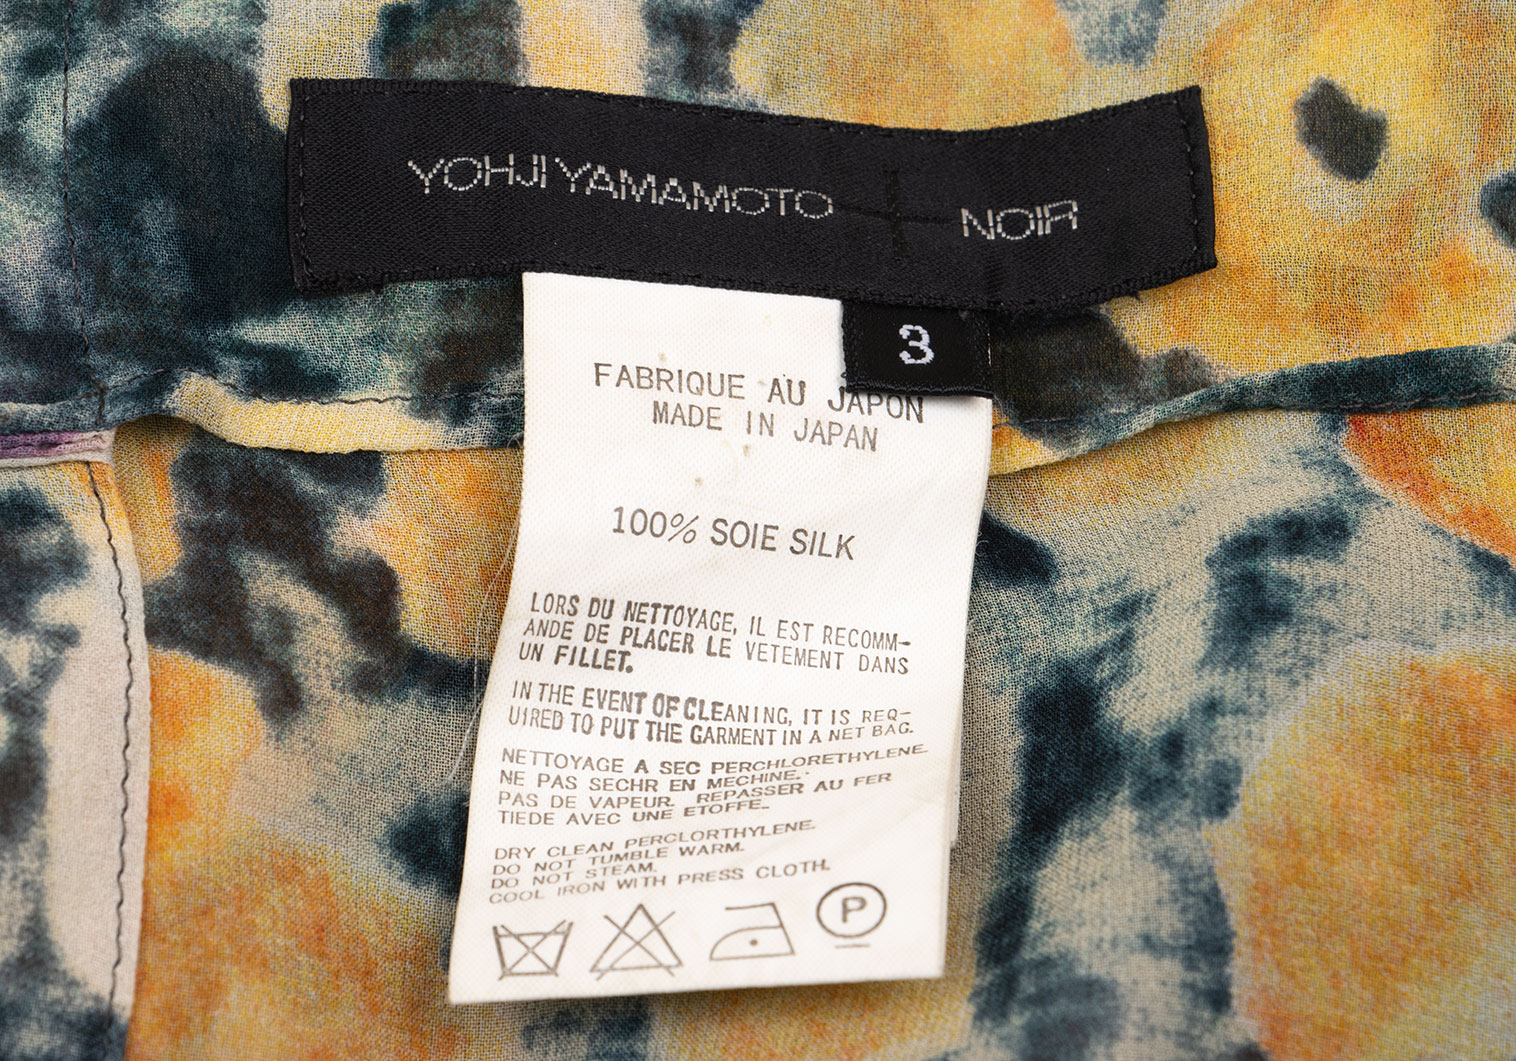 YOHJI YAMAMOTO + NOIR
3
FABRIQUE AU JAPON
MADE IN JAPAN
100% SOIE SILK
LORS DU NETTOYAGE, IL EST RECOMM-
ANDE DE PLACER LE VETEMENT DANS
UN FILLET.
IN THE EVENT OF CLEANING, IT IS REQ-
UIRED TO PUT THE GARMENT IN A NET BAG.
NETTOYAGE A SEC PERCHLORETHYLENE.
NE PAS SECHR EN MECHINE.
PAS DE VAPEUR. REPASSER AU FER
TIEDE AVEC UNE ETOFFE.
DRY CLEAN PERCLORTHYLENE.
DO NOT TUMBLE WARM.
DO NOT STEAM.
COOL IRON WITH PRESS CLOTH.
P